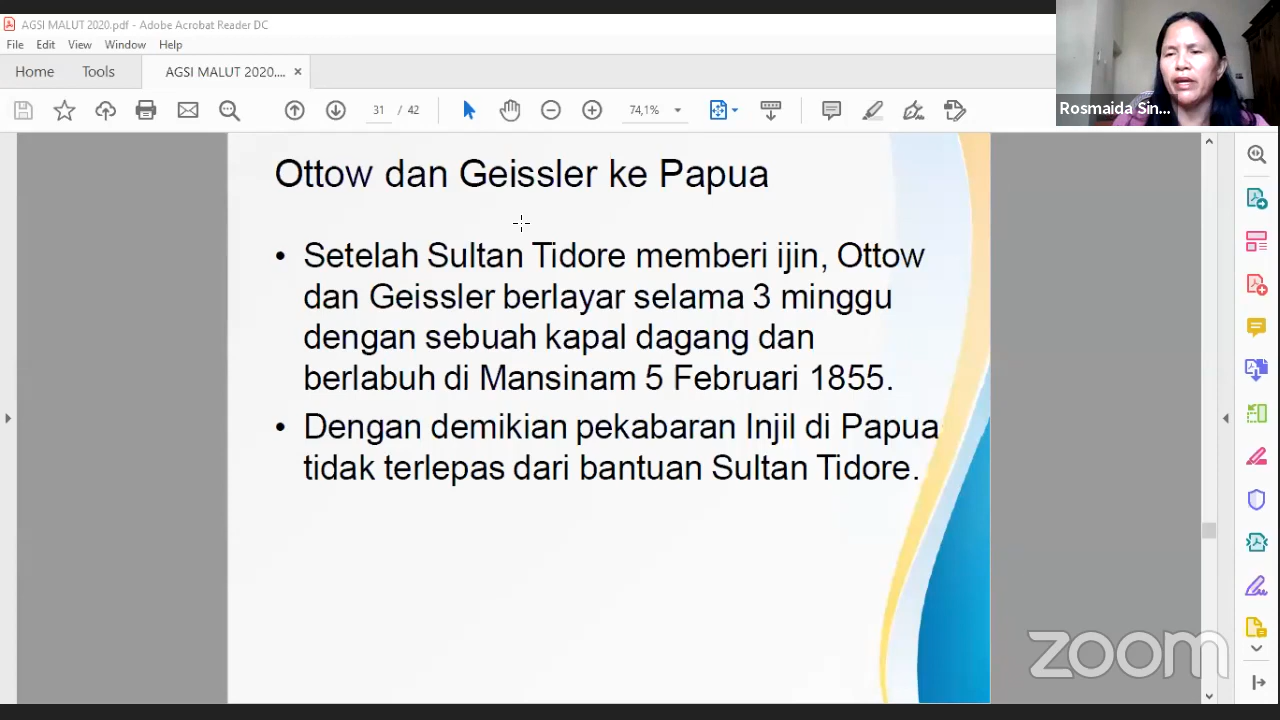 AGSI MALUT 2020.pdf - Adobe Acrobat Reader DC
File Edit View Window Help
Home Tools AGSI MALUT 2020.... ×
31 / 42 74,1%
Rosmaida Sin...
Ottow dan Geissler ke Papua
• Setelah Sultan Tidore memberi ijin, Ottow
dan Geissler berlayar selama 3 minggu
dengan sebuah kapal dagang dan
berlabuh di Mansinam 5 Februari 1855.
• Dengan demikian pekabaran Injil di Papua
tidak terlepas dari bantuan Sultan Tidore.
zoom